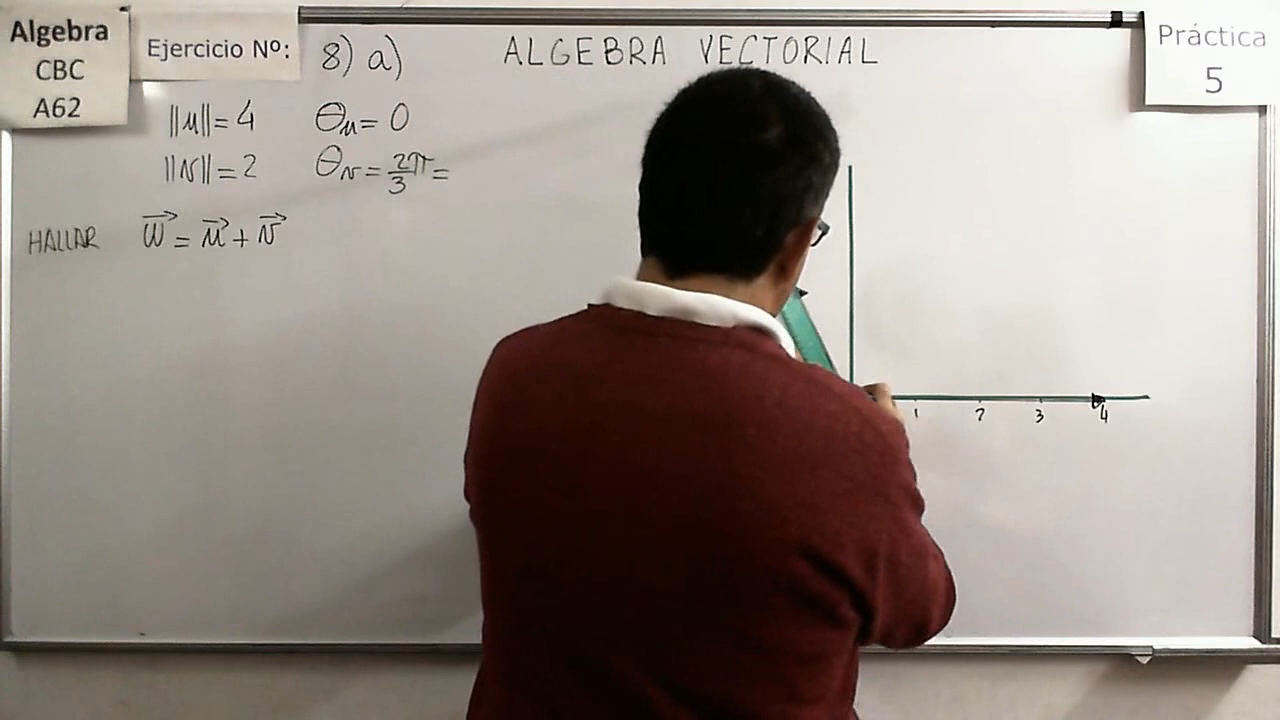 Algebra
CBC
A62
Ejercicio Nº:
8) a)
ALGEBRA VECTORIAL
Práctica
5
||u||= 4   θu= 0
||v||= 2   θv= 2π/3 =
HALLAR w⃗ = u⃗ + v⃗
1 2 3 4